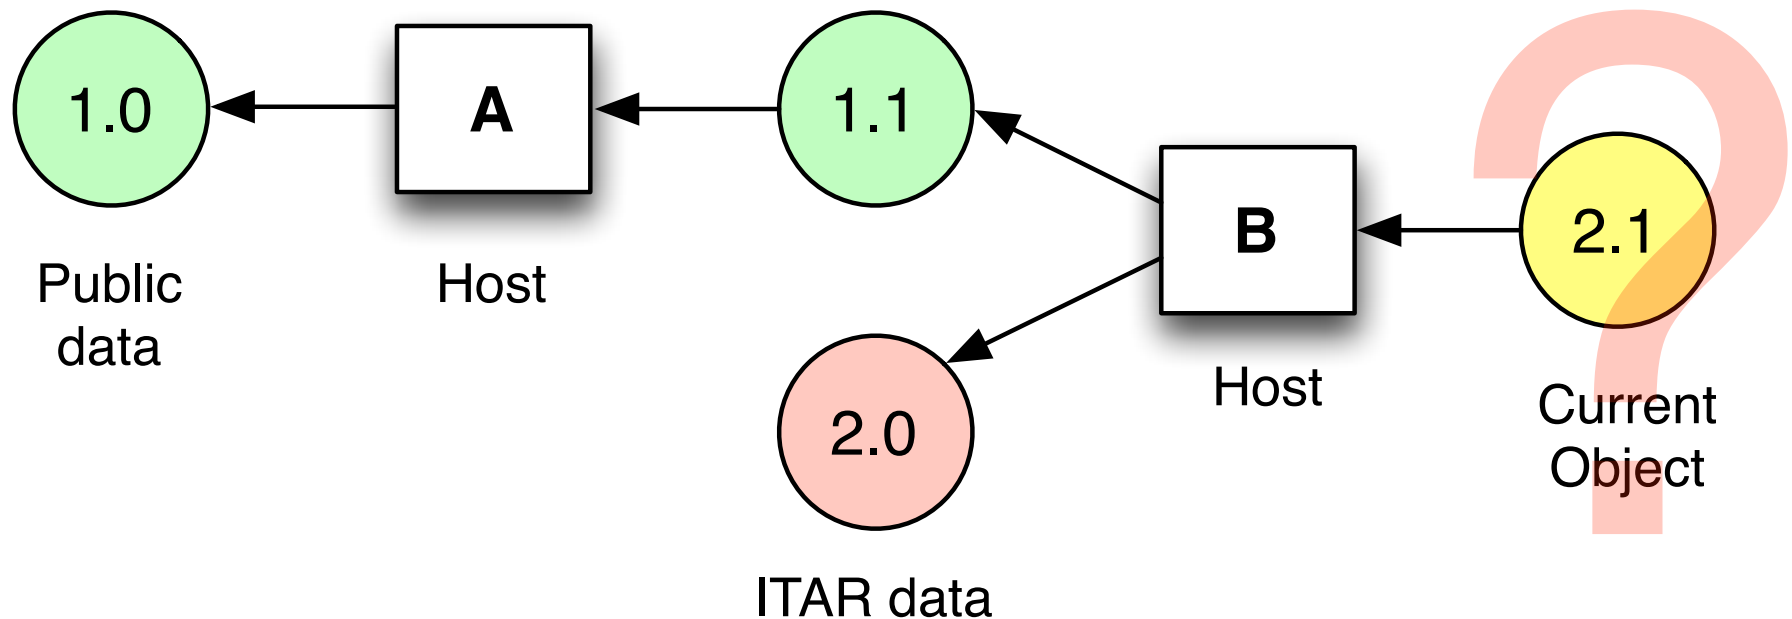 1.0
A
1.1
B
2.1
2.0
Public
data
Host
Host
Current
Object
ITAR data
?